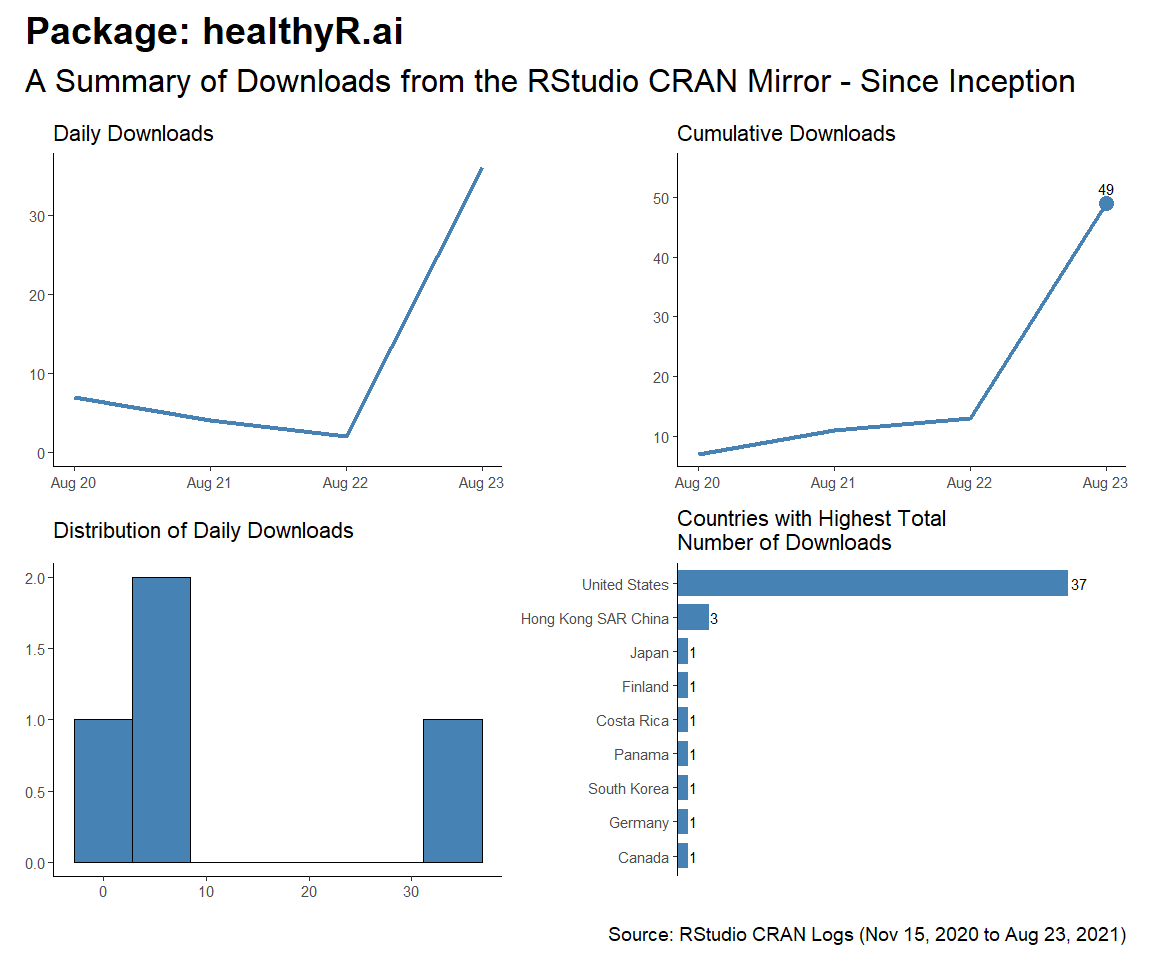 Package: healthyR.ai
A Summary of Downloads from the RStudio CRAN Mirror - Since Inception
Daily Downloads
30
20
10
0
Aug 20 Aug 21 Aug 22 Aug 23
Cumulative Downloads
49
50
40
30
20
10
Aug 20 Aug 21 Aug 22 Aug 23
Distribution of Daily Downloads
2.0
1.5
1.0
0.5
0.0
0 10 20 30
Countries with Highest Total
Number of Downloads
United States 37
Hong Kong SAR China 3
Japan 1
Finland 1
Costa Rica 1
Panama 1
South Korea 1
Germany 1
Canada 1
Source: RStudio CRAN Logs (Nov 15, 2020 to Aug 23, 2021)